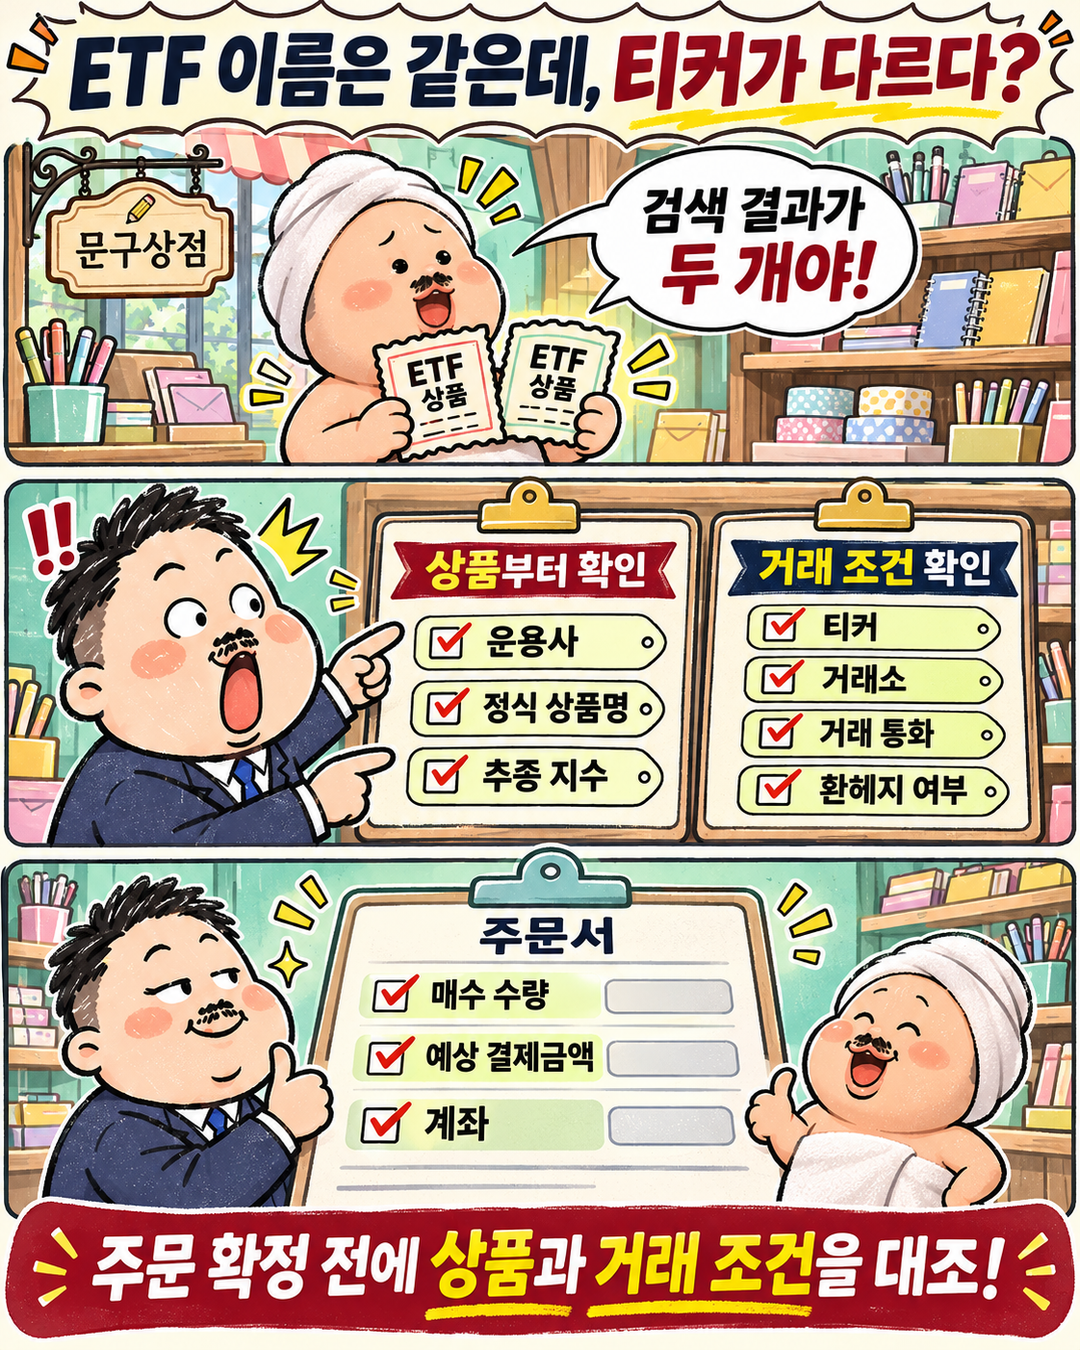 ETF 이름은 같은데, 티커가 다르다?
문구상점
검색 결과가
두 개야!
ETF
상품
ETF
상품
!!
상품부터 확인
운용사
정식 상품명
추종 지수
거래 조건 확인
티커
거래소
거래 통화
환헤지 여부
주문서
매수 수량
예상 결제금액
계좌
주문 확정 전에 상품과 거래 조건을 대조!